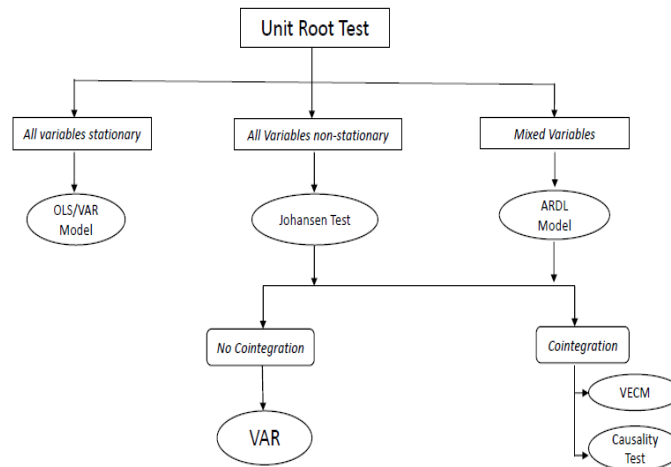 Unit Root Test
All variables stationary
All Variables non-stationary
Mixed Variables
OLS/VAR
Model
Johansen Test
ARDL
Model
No Cointegration
Cointegration
VECM
VAR
Causality
Test